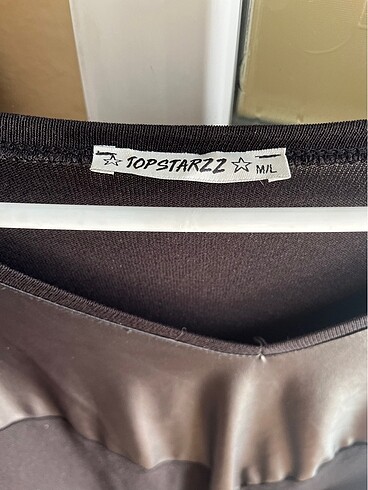 ☆ TOPSTARZZ ☆ M/L